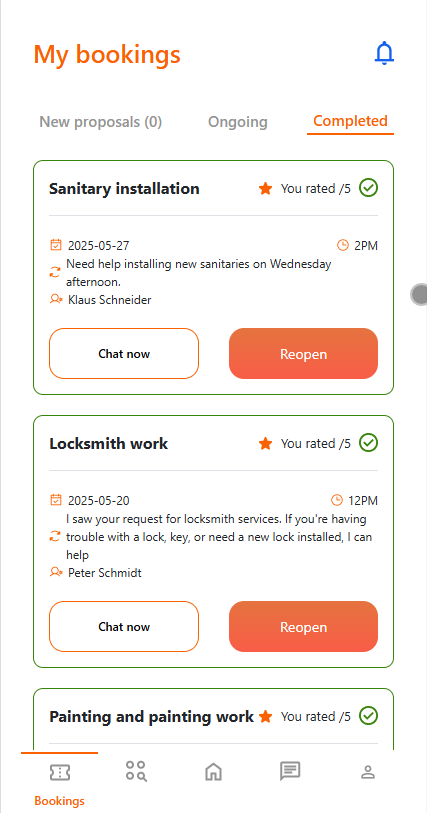 My bookings
New proposals (0) Ongoing Completed
Sanitary installation You rated /5
2025-05-27 2PM
Need help installing new sanitaries on Wednesday
afternoon.
Klaus Schneider
Chat now Reopen
Locksmith work You rated /5
2025-05-20 12PM
I saw your request for locksmith services. If you're having
trouble with a lock, key, or need a new lock installed, I can
help
Peter Schmidt
Chat now Reopen
Painting and painting work You rated /5
Bookings